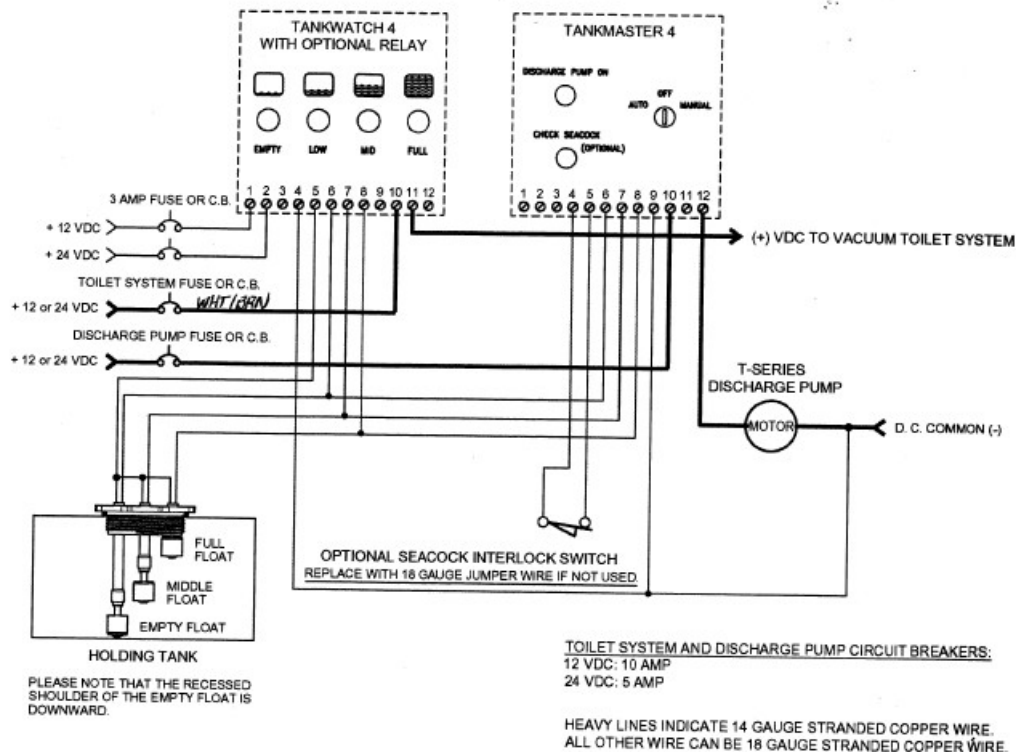 TANKWATCH 4
WITH OPTIONAL RELAY
EMPTY LOW MID FULL
1 2 3 4 5 6 7 8 9 10 11 12
TANKMASTER 4
DISCHARGE PUMP ON
OFF
AUTO MANUAL
CHECK SEACOCK
(OPTIONAL)
1 2 3 4 5 6 7 8 9 10 11 12
3 AMP FUSE OR C.B.
+ 12 VDC
+ 24 VDC
TOILET SYSTEM FUSE OR C.B.
+ 12 or 24 VDC
WHT/BRN
DISCHARGE PUMP FUSE OR C.B.
+ 12 or 24 VDC
(+) VDC TO VACUUM TOILET SYSTEM
T-SERIES
DISCHARGE PUMP
MOTOR
D. C. COMMON (-)
FULL
FLOAT
MIDDLE
FLOAT
EMPTY FLOAT
HOLDING TANK
PLEASE NOTE THAT THE RECESSED
SHOULDER OF THE EMPTY FLOAT IS
DOWNWARD.
OPTIONAL SEACOCK INTERLOCK SWITCH
REPLACE WITH 18 GAUGE JUMPER WIRE IF NOT USED.
TOILET SYSTEM AND DISCHARGE PUMP CIRCUIT BREAKERS:
12 VDC: 10 AMP
24 VDC: 5 AMP
HEAVY LINES INDICATE 14 GAUGE STRANDED COPPER WIRE.
ALL OTHER WIRE CAN BE 18 GAUGE STRANDED COPPER WIRE.